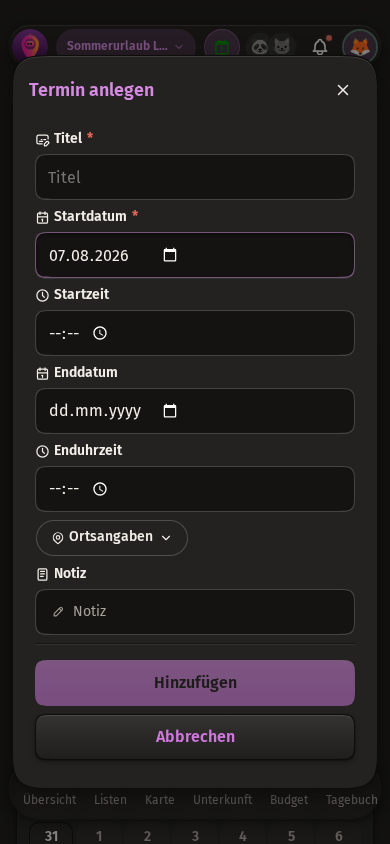 Sommerurlaub L...
Termin anlegen
Titel *
Titel
Startdatum *
07.08.2026
Startzeit
--:--
Enddatum
dd.mm.yyyy
Enduhrzeit
--:--
Ortsangaben
Notiz
Notiz
Hinzufügen
Abbrechen
Übersicht Listen Karte Unterkunft Budget Tagebuch
31 1 2 3 4 5 6